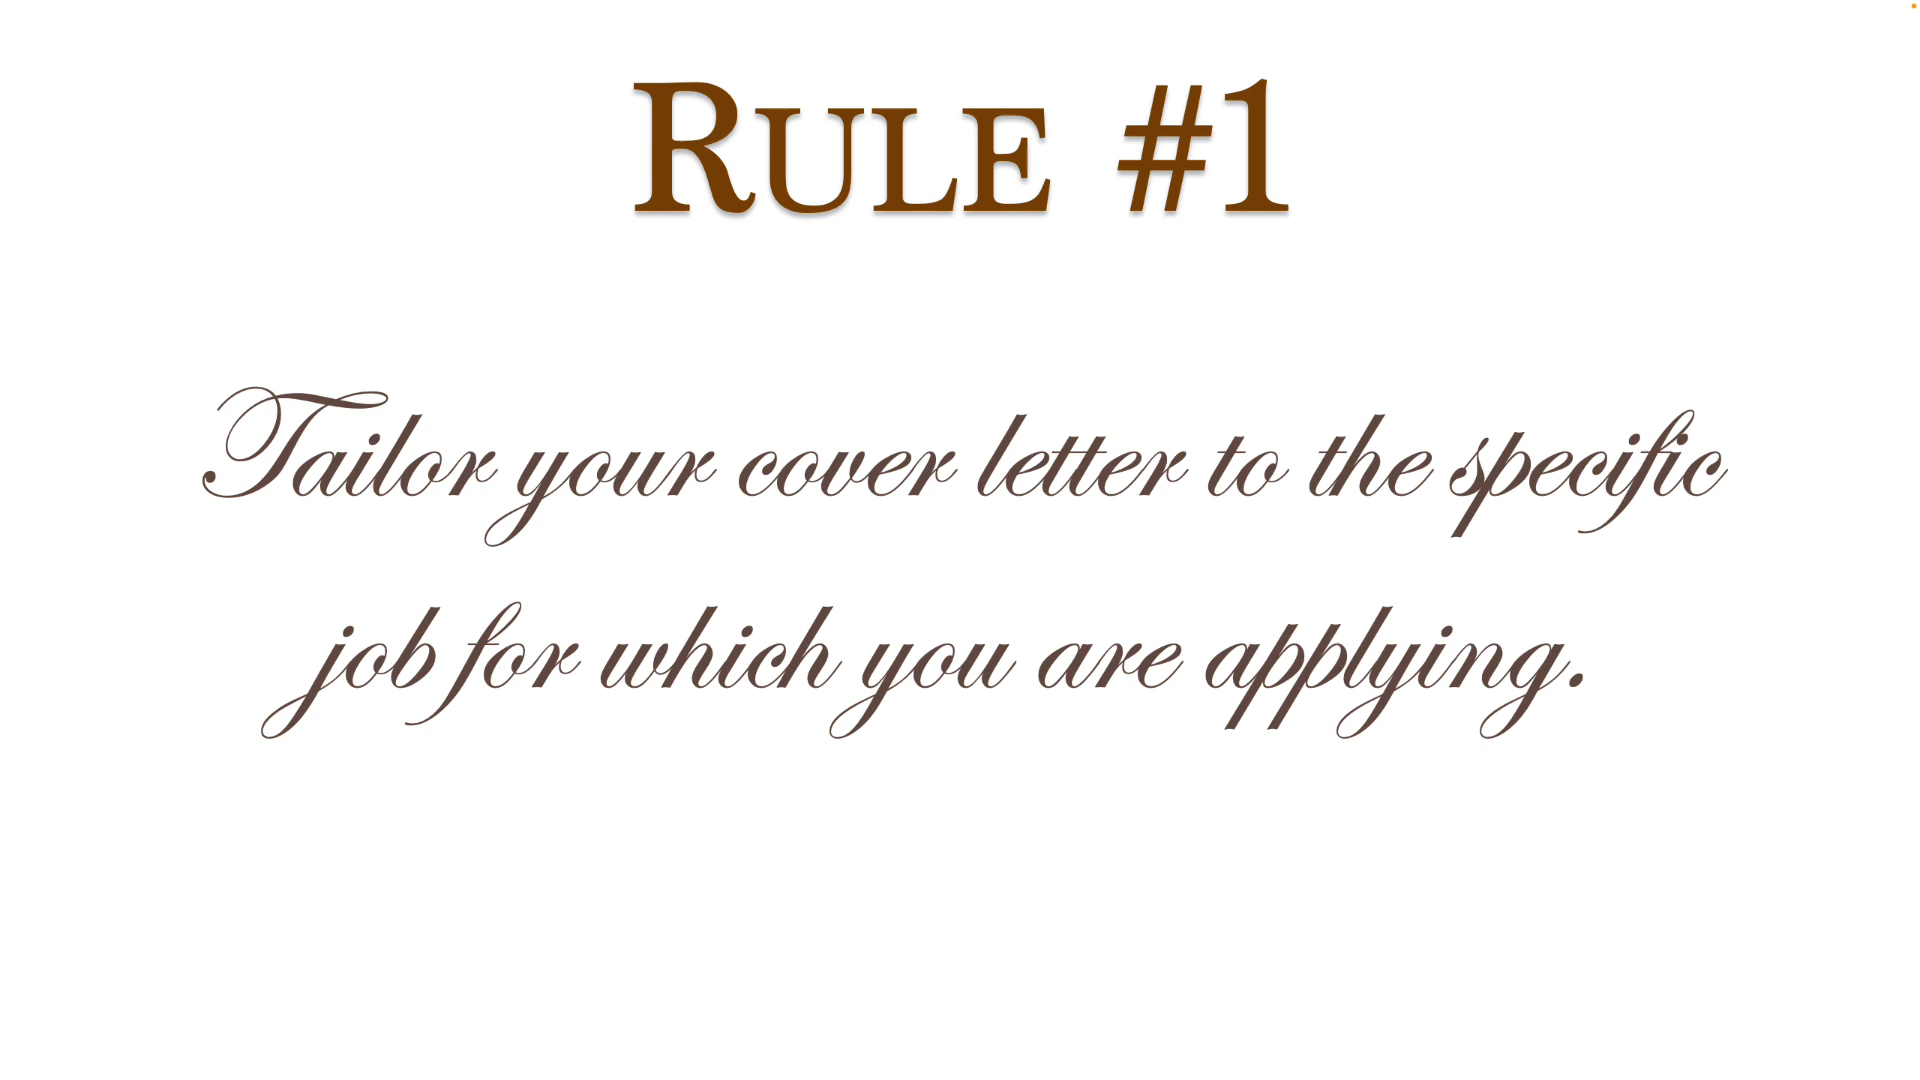 RULE #1
Tailor your cover letter to the specific
job for which you are applying.